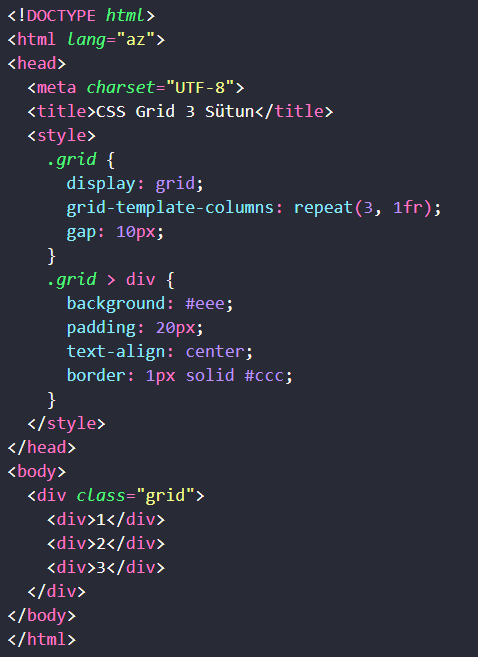 <!DOCTYPE html>
<html lang="az">
<head>
  <meta charset="UTF-8">
  <title>CSS Grid 3 Sütun</title>
  <style>
    .grid {
      display: grid;
      grid-template-columns: repeat(3, 1fr);
      gap: 10px;
    }
    .grid > div {
      background: #eee;
      padding: 20px;
      text-align: center;
      border: 1px solid #ccc;
    }
  </style>
</head>
<body>
  <div class="grid">
    <div>1</div>
    <div>2</div>
    <div>3</div>
  </div>
</body>
</html>